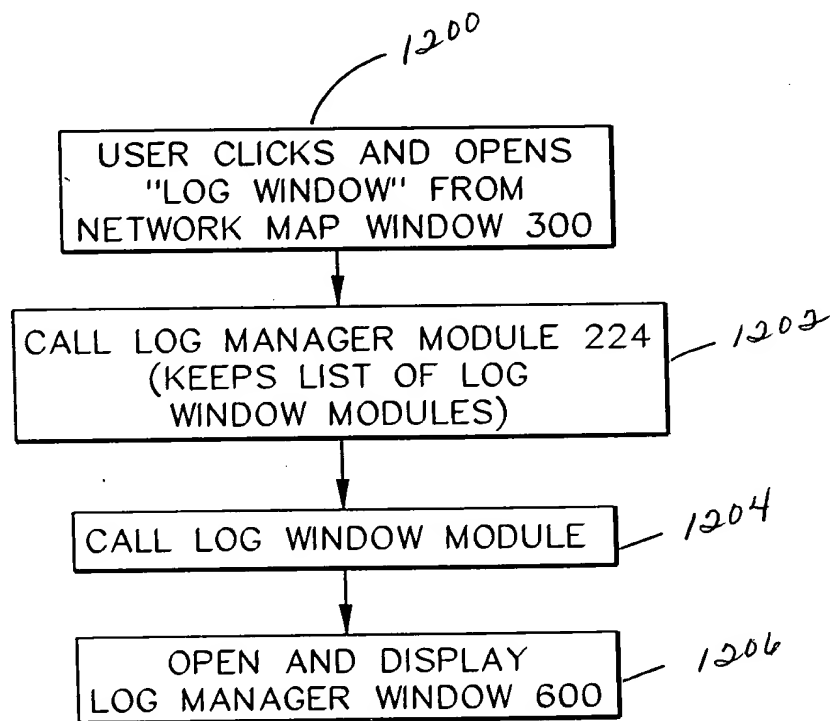 1200
USER CLICKS AND OPENS
"LOG WINDOW" FROM
NETWORK MAP WINDOW 300
CALL LOG MANAGER MODULE 224
(KEEPS LIST OF LOG
WINDOW MODULES)
1202
CALL LOG WINDOW MODULE
1204
OPEN AND DISPLAY
LOG MANAGER WINDOW 600
1206